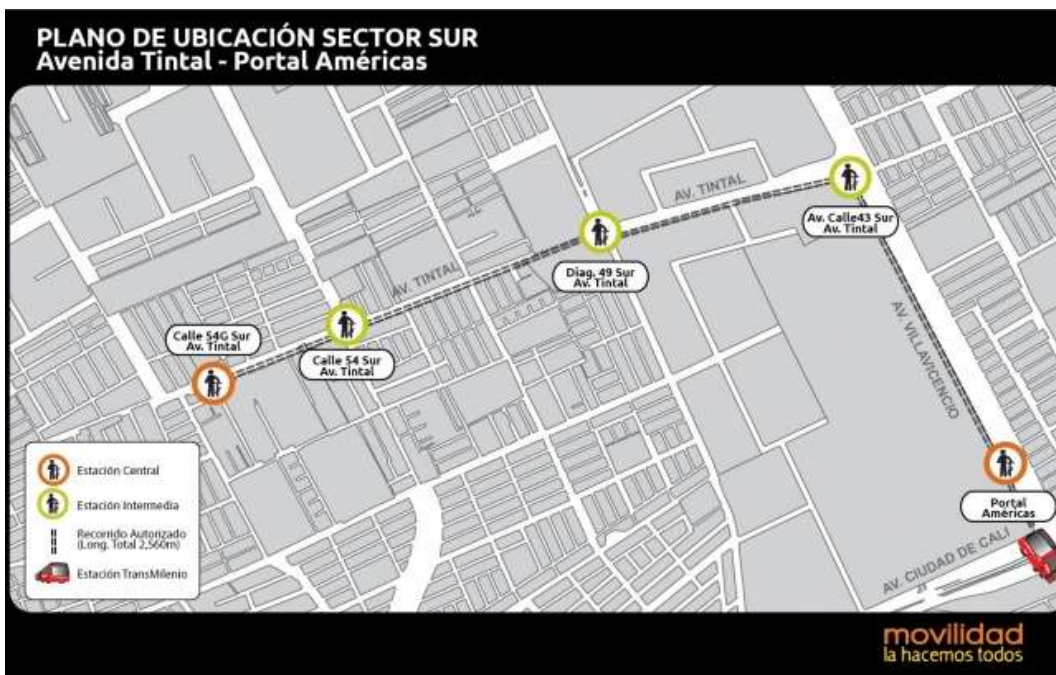 PLANO DE UBICACIÓN SECTOR SUR
Avenida Tintal - Portal Américas
AV. TINTAL
Av. Calle43 Sur
Av. Tintal
Diag. 49 Sur
Av. Tintal
AV. TINTAL
Calle 54G Sur
Av. Tintal
Calle 54 Sur
Av. Tintal
AV. VILLAVICENCIO
Portal
Américas
AV. CIUDAD DE CALÍ
Estación Central
Estación Intermedia
Recorrido Autorizado
(Long. Total 2,560m)
Estación TransMilenio
movilidad
la hacemos todos